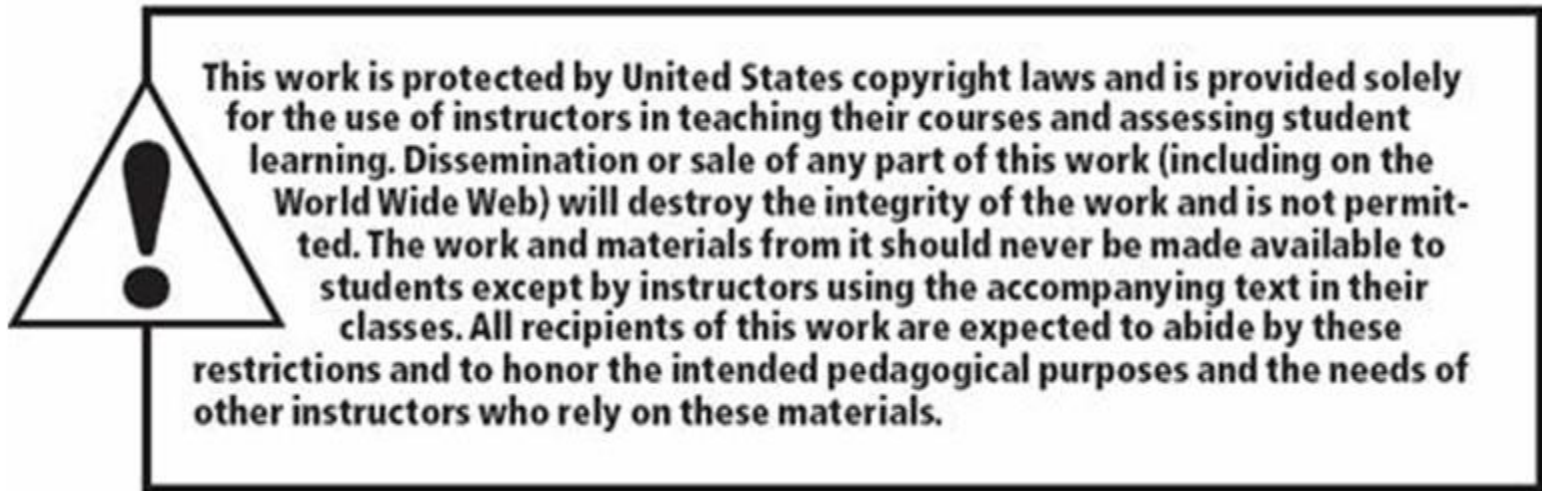 This work is protected by United States copyright laws and is provided solely
for the use of instructors in teaching their courses and assessing student
learning. Dissemination or sale of any part of this work (including on the
World Wide Web) will destroy the integrity of the work and is not permit-
ted. The work and materials from it should never be made available to
students except by instructors using the accompanying text in their
classes. All recipients of this work are expected to abide by these
restrictions and to honor the intended pedagogical purposes and the needs of
other instructors who rely on these materials.